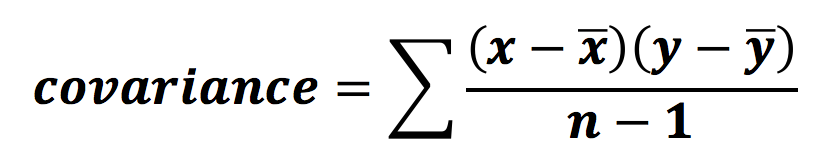 covariance = ∑ (x − x̅)(y − y̅) / n − 1